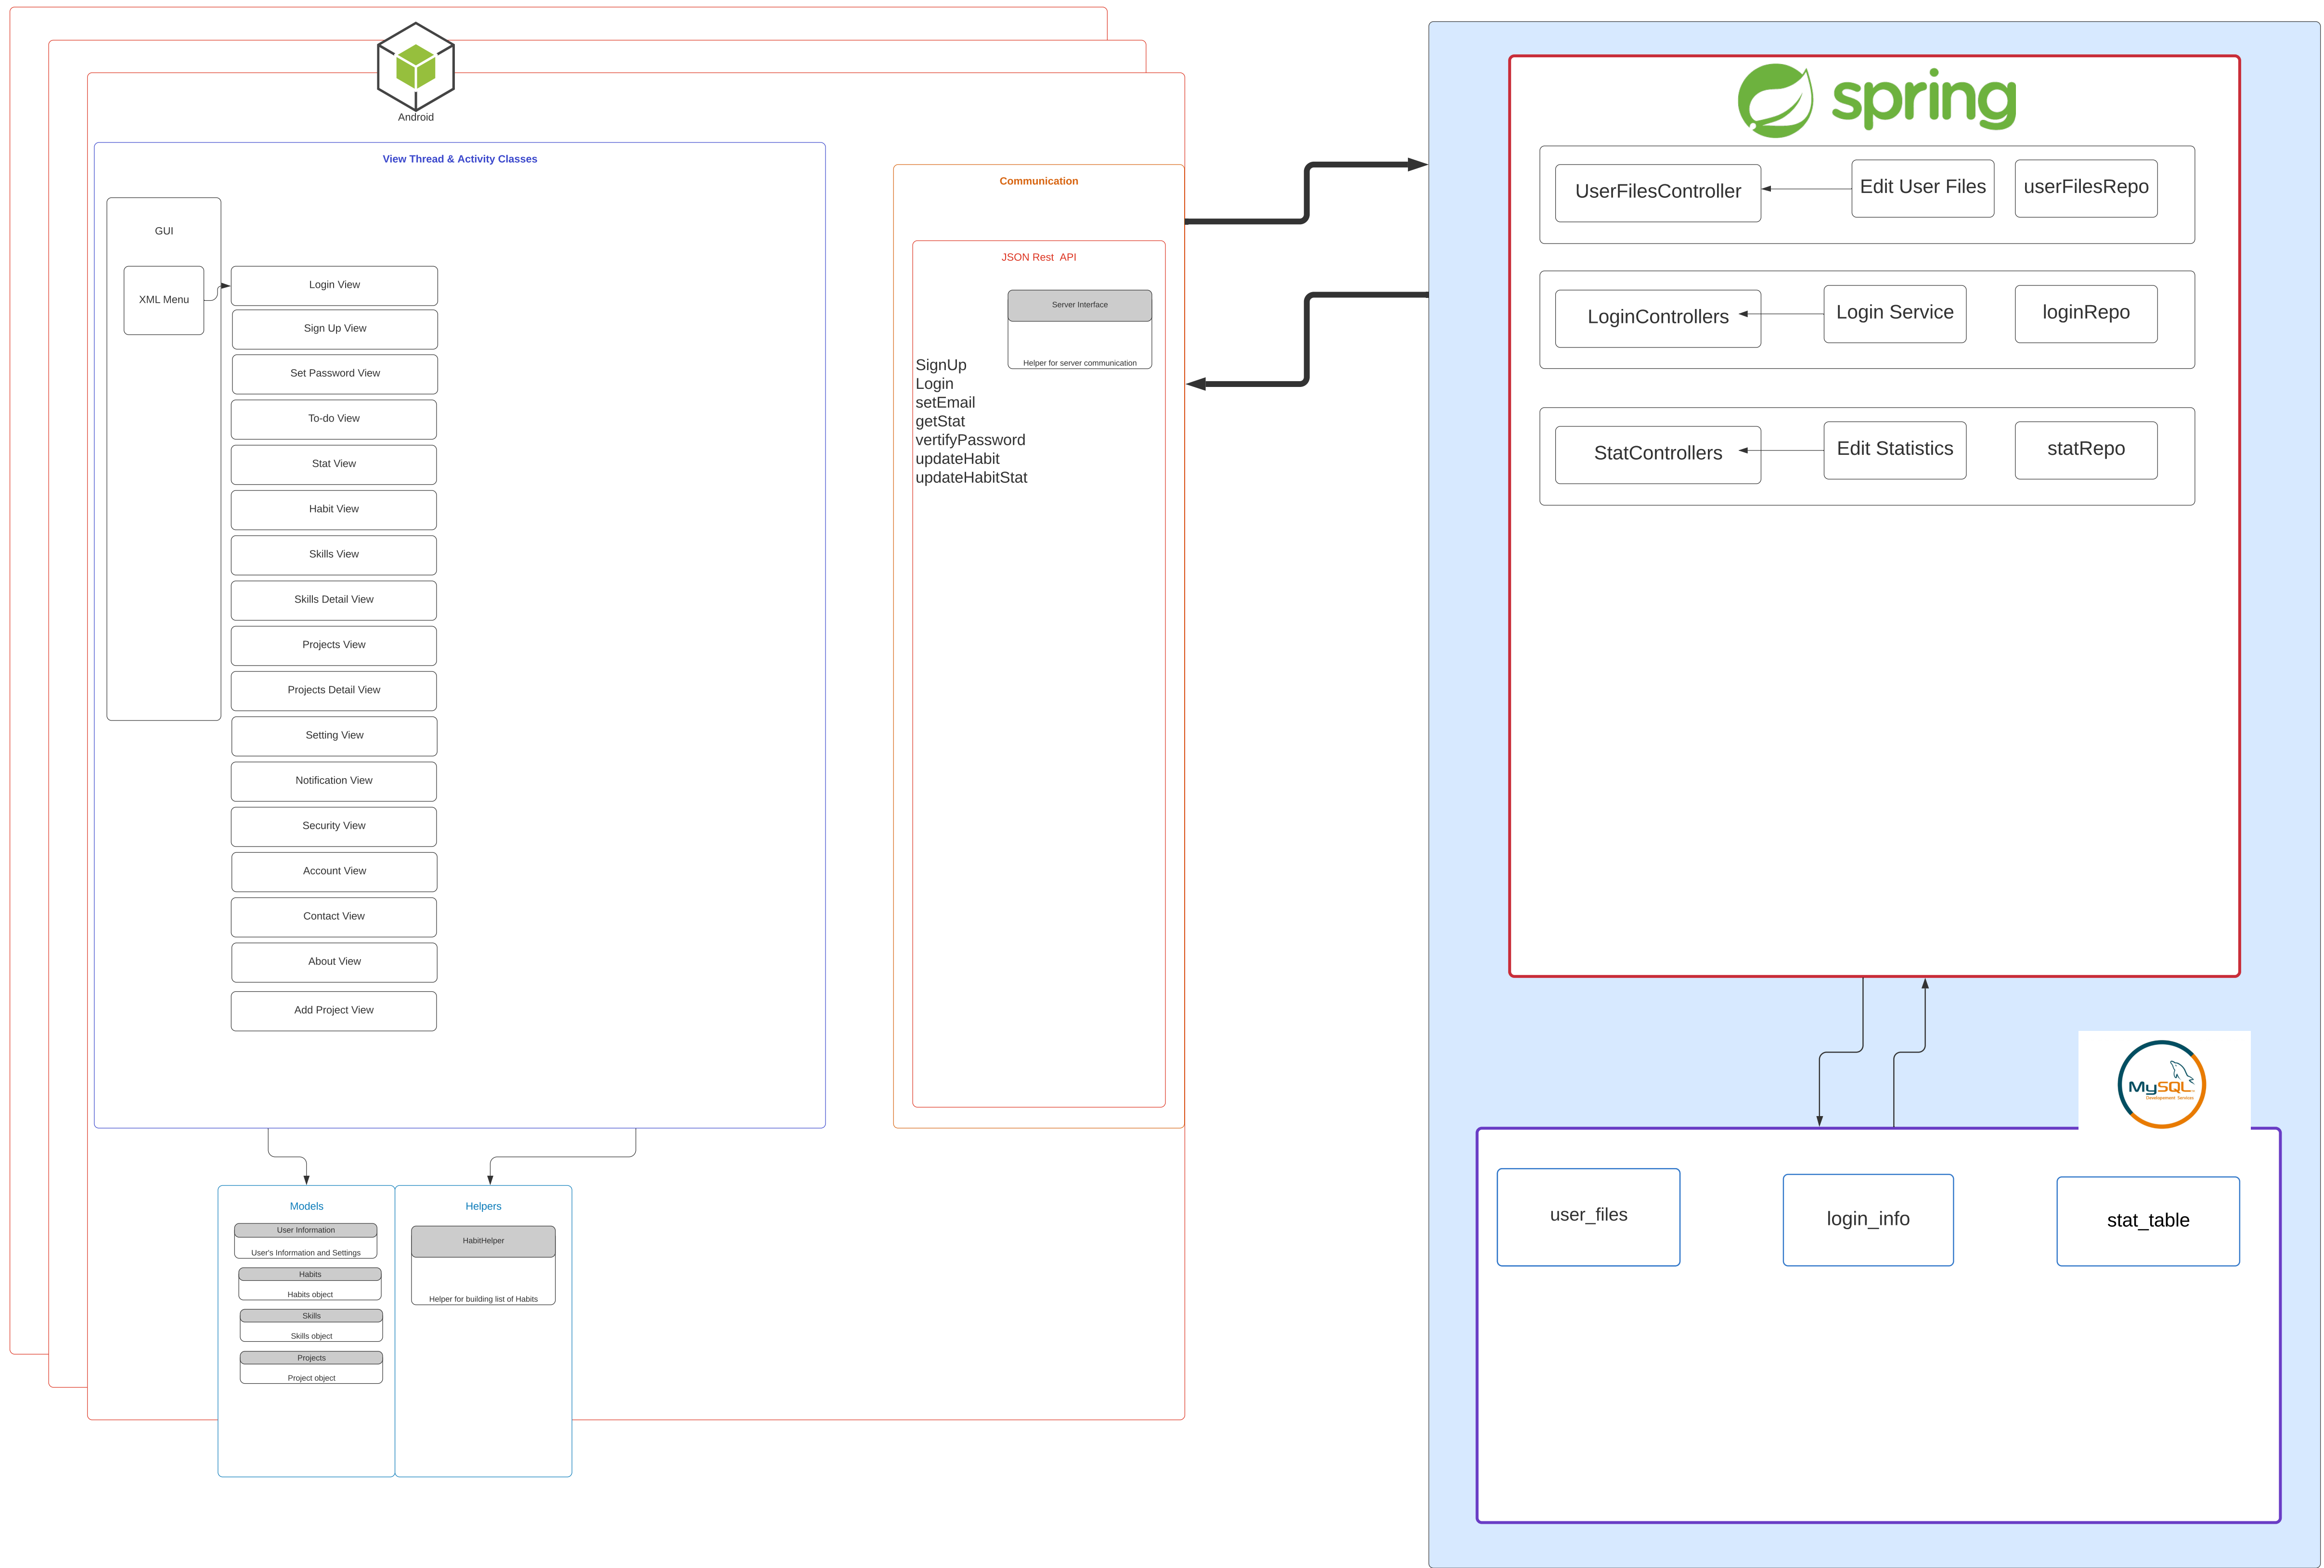 Android
View Thread & Activity Classes
GUI
XML Menu
Login View
Sign Up View
Set Password View
To-do View
Stat View
Habit View
Skills View
Skills Detail View
Projects View
Projects Detail View
Setting View
Notification View
Security View
Account View
Contact View
About View
Add Project View
Communication
JSON Rest API
Server Interface
Helper for server communication
SignUp
Login
setEmail
getStat
vertifyPassword
updateHabit
updateHabitStat
Models
User Information
User's Information and Settings
Habits
Habits object
Skills
Skills object
Projects
Project object
Helpers
HabitHelper
Helper for building list of Habits
spring
UserFilesController
Edit User Files
userFilesRepo
LoginControllers
Login Service
loginRepo
StatControllers
Edit Statistics
statRepo
MySQL
Developement Services
user_files
login_info
stat_table